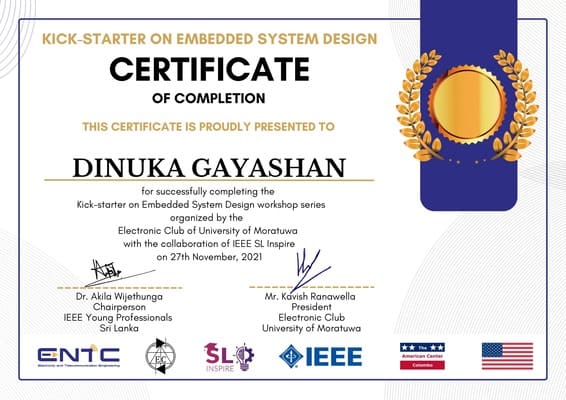 KICK-STARTER ON EMBEDDED SYSTEM DESIGN
CERTIFICATE
OF COMPLETION
THIS CERTIFICATE IS PROUDLY PRESENTED TO
DINUKA GAYASHAN
for successfully completing the
Kick-starter on Embedded System Design workshop series
organized by the
Electronic Club of University of Moratuwa
with the collaboration of IEEE SL Inspire
on 27th November, 2021
Dr. Akila Wijethunga
Chairperson
IEEE Young Professionals
Sri Lanka
Mr. Kavish Ranawella
President
Electronic Club
University of Moratuwa
ENTC
Electronic and Telecommunication Engineering
E.C
SL
INSPIRE
IEEE
The
American Center
Colombo